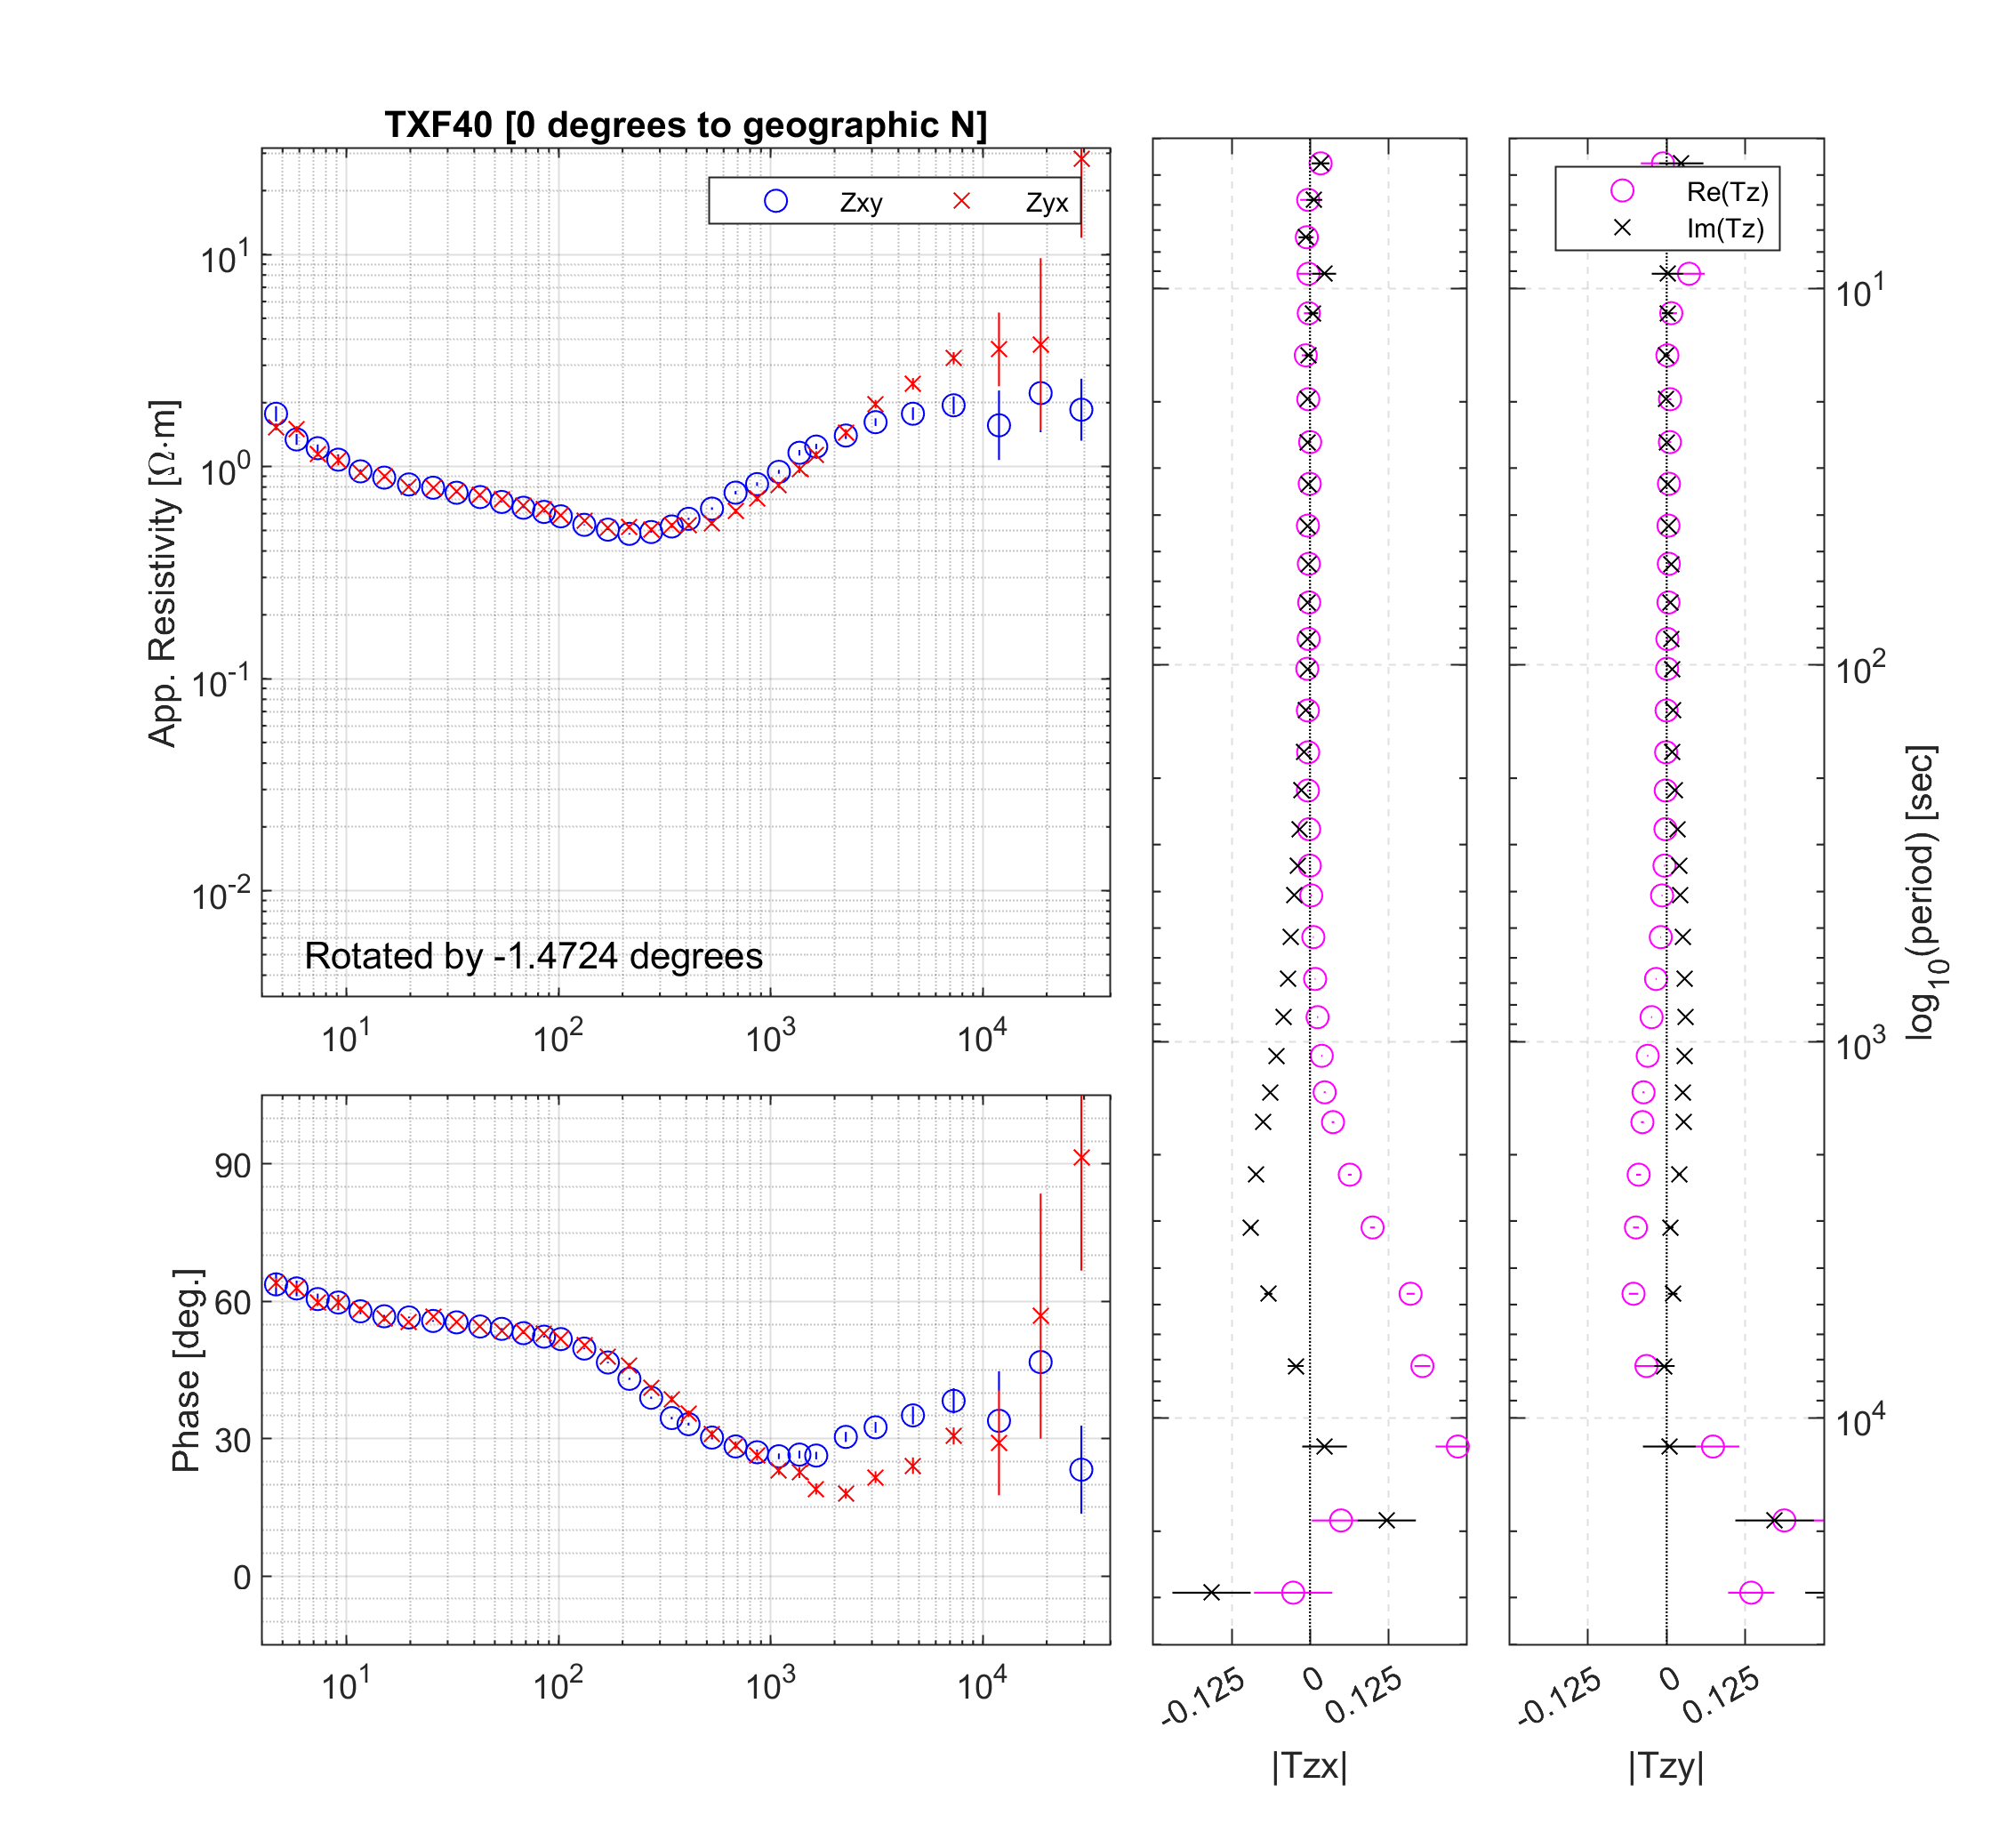 TXF40 [0 degrees to geographic N]
Zxy Zyx
App. Resistivity [Ω·m]
10^1
10^0
10^-1
10^-2
Rotated by -1.4724 degrees
10^1 10^2 10^3 10^4
Phase [deg.]
90
60
30
0
10^1 10^2 10^3 10^4
-0.125 0 0.125
|Tzx|
Re(Tz)
Im(Tz)
-0.125 0 0.125
|Tzy|
10^1
10^2
10^3
10^4
log_10(period) [sec]